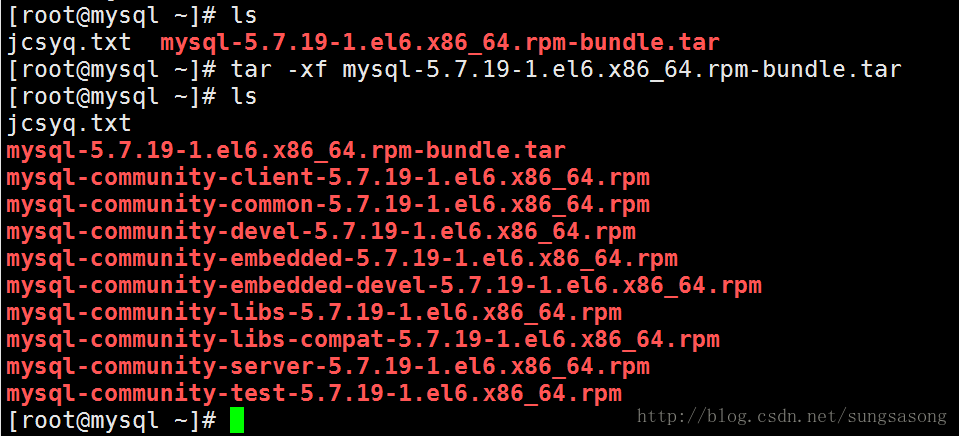 [root@mysql ~]# ls
jcsyq.txt  mysql-5.7.19-1.el6.x86_64.rpm-bundle.tar
[root@mysql ~]# tar -xf mysql-5.7.19-1.el6.x86_64.rpm-bundle.tar
[root@mysql ~]# ls
jcsyq.txt
mysql-5.7.19-1.el6.x86_64.rpm-bundle.tar
mysql-community-client-5.7.19-1.el6.x86_64.rpm
mysql-community-common-5.7.19-1.el6.x86_64.rpm
mysql-community-devel-5.7.19-1.el6.x86_64.rpm
mysql-community-embedded-5.7.19-1.el6.x86_64.rpm
mysql-community-embedded-devel-5.7.19-1.el6.x86_64.rpm
mysql-community-libs-5.7.19-1.el6.x86_64.rpm
mysql-community-libs-compat-5.7.19-1.el6.x86_64.rpm
mysql-community-server-5.7.19-1.el6.x86_64.rpm
mysql-community-test-5.7.19-1.el6.x86_64.rpm
[root@mysql ~]#
http://blog.csdn.net/sungsasong